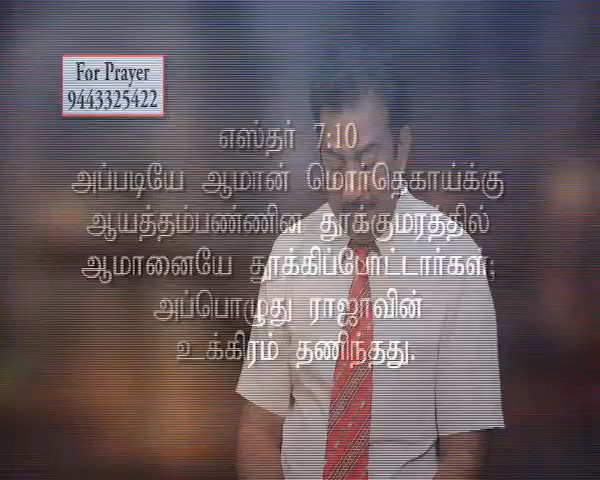 For Prayer
9443325422
எஸ்தர் 7:10
அப்படியே ஆமான் மொர்தெகாய்க்கு
ஆயத்தம்பண்ணின தூக்குமரத்தில்
ஆமானையே தூக்கிப்போட்டார்கள்;
அப்பொழுது ராஜாவின்
உக்கிரம் தணிந்தது.